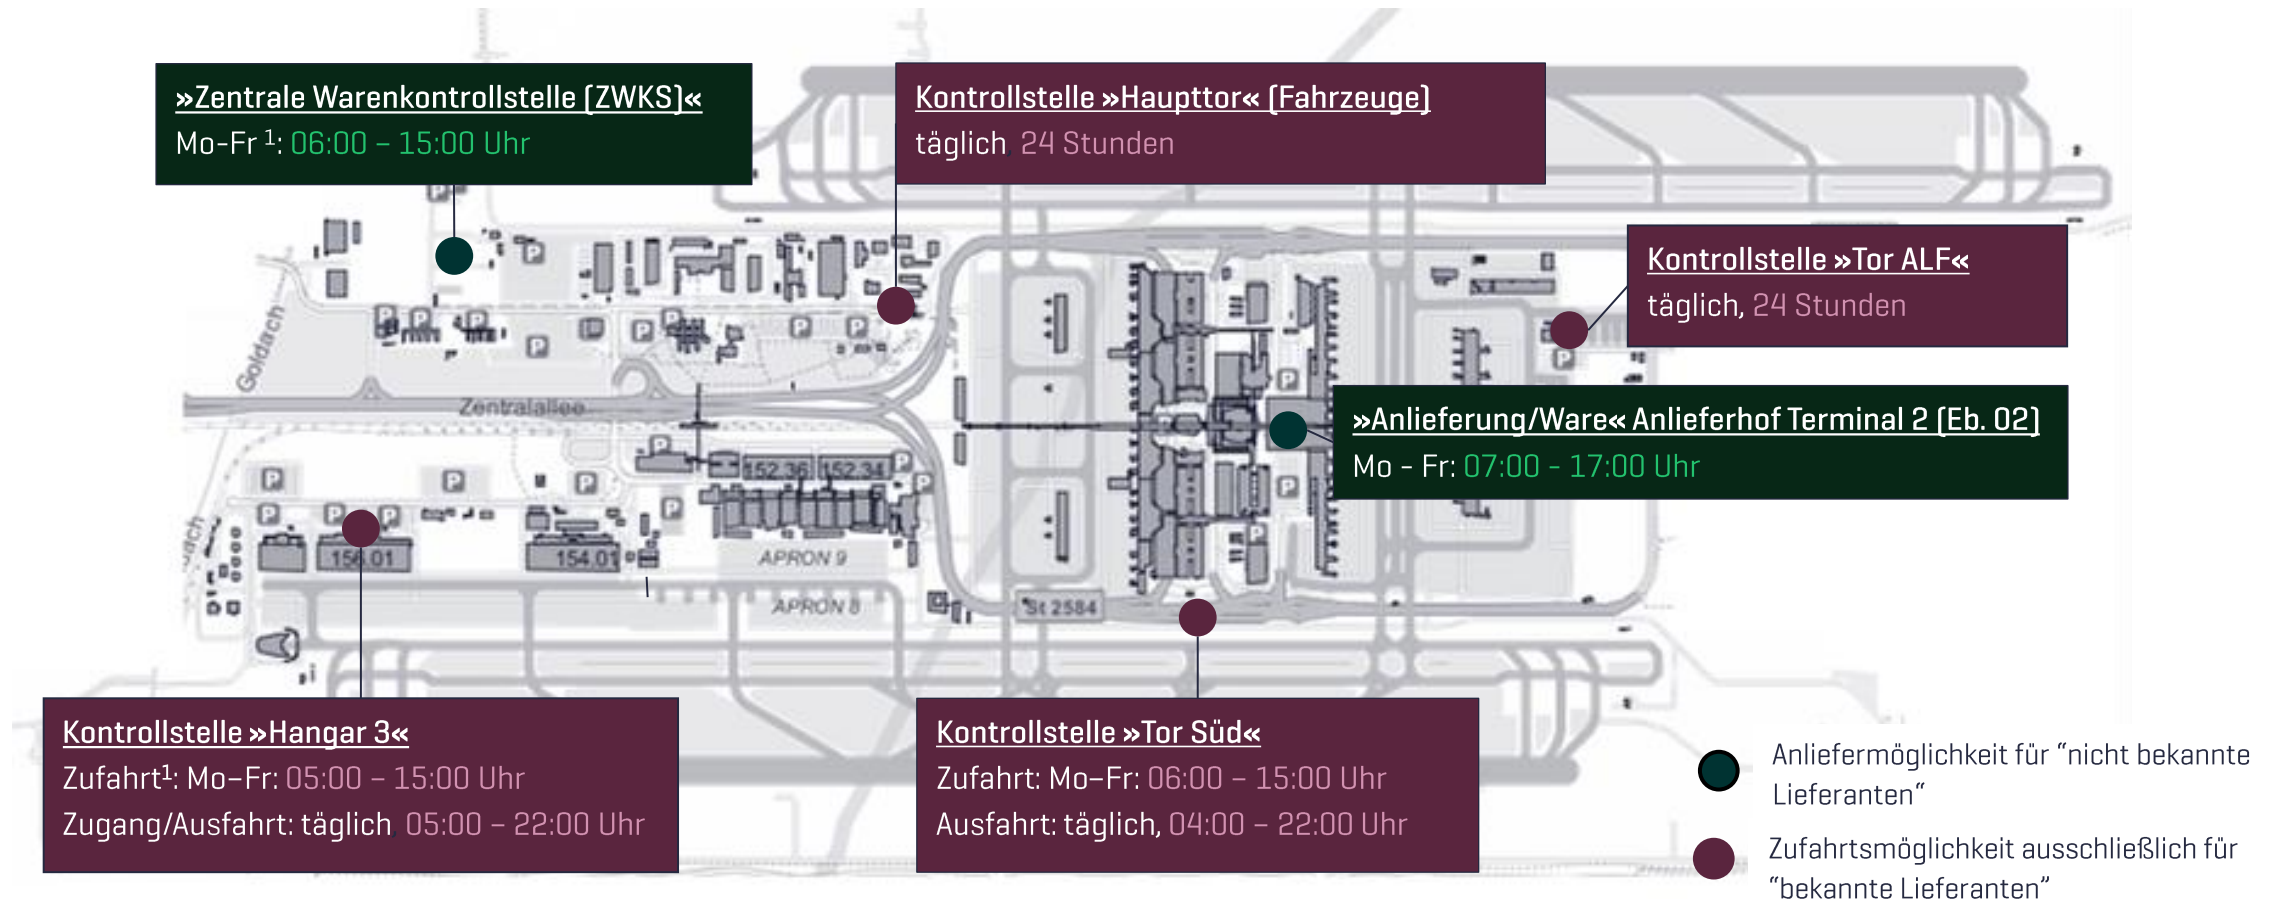 »Zentrale Warenkontrollstelle (ZWKS)«
Mo-Fr ¹: 06:00 – 15:00 Uhr
Kontrollstelle »Haupttor« (Fahrzeuge)
täglich, 24 Stunden
Kontrollstelle »Tor ALF«
täglich, 24 Stunden
»Anlieferung/Ware« Anlieferhof Terminal 2 (Eb. 02)
Mo - Fr: 07:00 - 17:00 Uhr
Goldach
Zentralallee
152.36
152.34
156.01
154.01
APRON 9
APRON 8
St 2584
Kontrollstelle »Hangar 3«
Zufahrt¹: Mo–Fr: 05:00 – 15:00 Uhr
Zugang/Ausfahrt: täglich, 05:00 – 22:00 Uhr
Kontrollstelle »Tor Süd«
Zufahrt: Mo–Fr: 06:00 – 15:00 Uhr
Ausfahrt: täglich, 04:00 – 22:00 Uhr
Anliefermöglichkeit für “nicht bekannte
Lieferanten“
Zufahrtsmöglichkeit ausschließlich für
“bekannte Lieferanten”